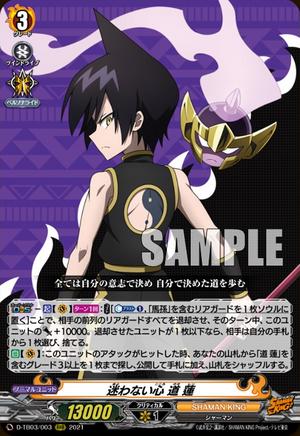 3
グレード
ツインドライブ
ペルソナライド
SAMPLE
全ては自分の意志で決め 自分で決めた道を歩む
ターン1回
、「馬孫」を含むリアガードを1枚ソウルに
置く]ことで、相手の前列のリアガードすべてを退却させ、そのターン中、このユ
ニットの+10000。退却させたユニットが1枚以下なら、相手は自分の手札
から1枚選び、捨てる。
:このユニットのアタックがヒットした時、あなたの山札から「道 蓮」を
含むグレード3以上を1枚まで探し、公開して手札に加え、山札をシャッフルする。
ノーマルユニット
迷わない心 道 蓮
パワー
13000
クリティカル
SHAMAN KING
シャーマン
SHAMAN KING
D-TB03/003 RRR 2021